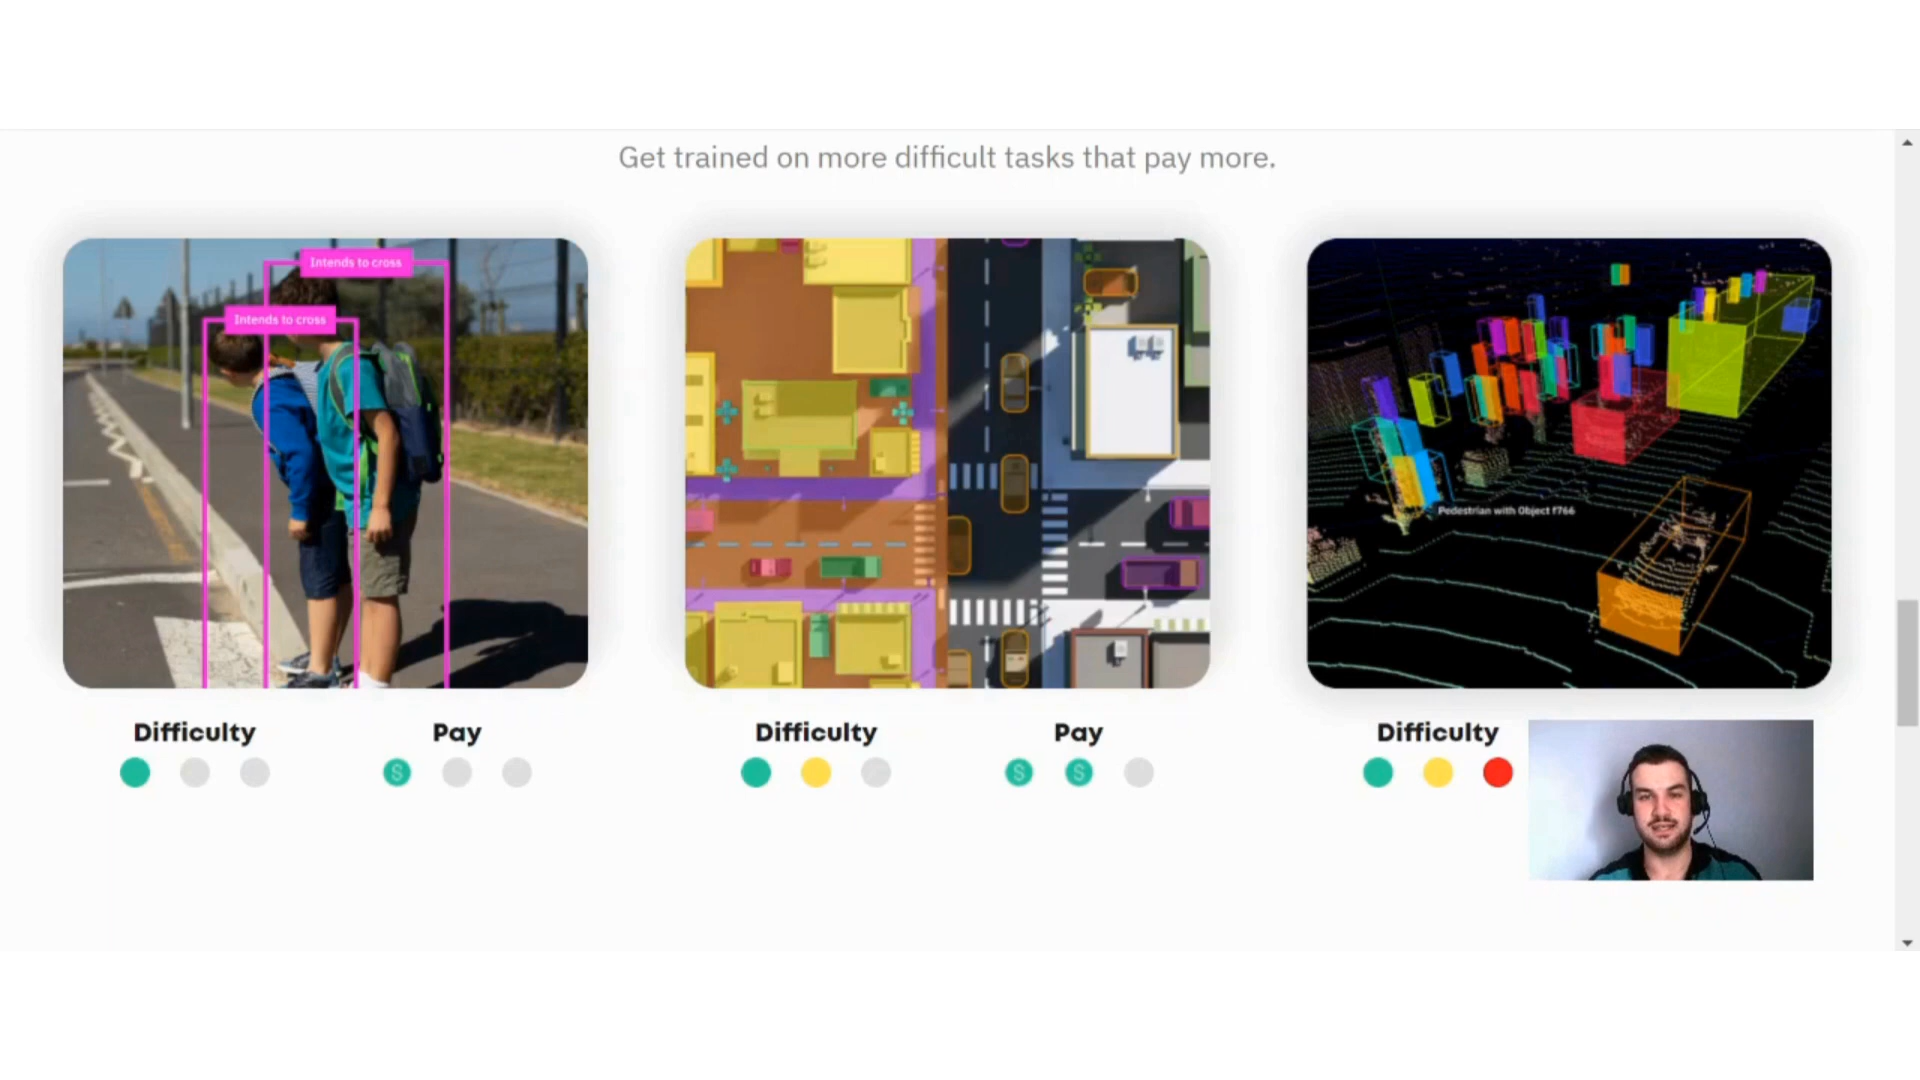 Get trained on more difficult tasks that pay more.
Intends to cross
Intends to cross
Pedestrian with Object f766
Difficulty Pay
S
Difficulty Pay
S S
Difficulty